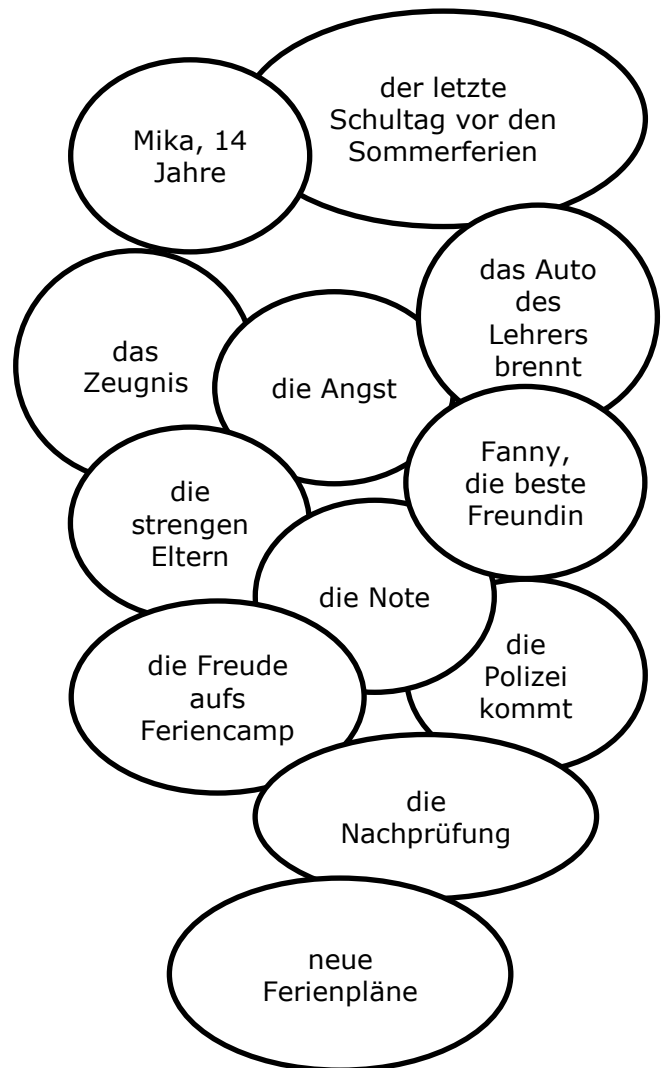 der letzte
Schultag vor den
Sommerferien
Mika, 14
Jahre
das Auto
des
Lehrers
brennt
das
Zeugnis
die Angst
Fanny,
die beste
Freundin
die
strengen
Eltern
die Note
die
Polizei
kommt
die Freude
aufs
Feriencamp
die
Nachprüfung
neue
Ferienpläne